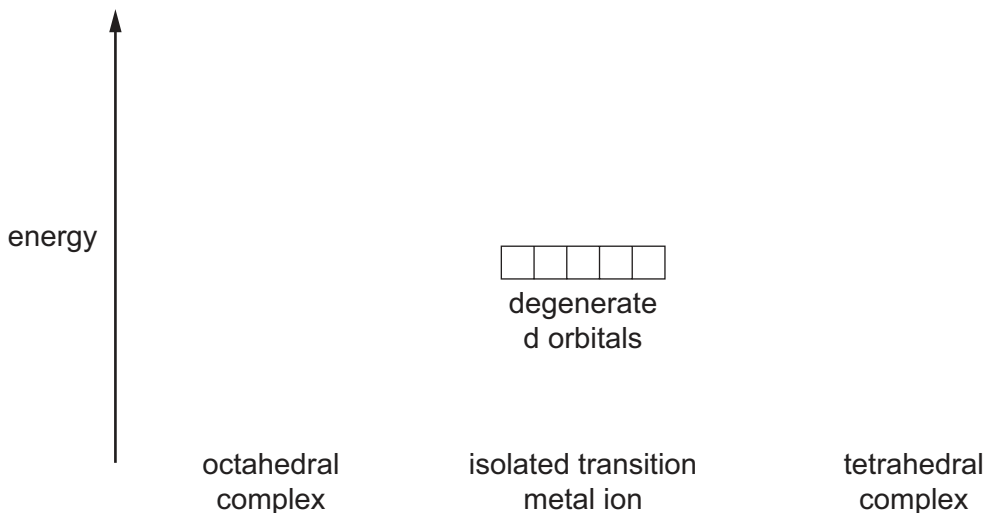 energy
degenerate
d orbitals
octahedral
complex
isolated transition
metal ion
tetrahedral
complex